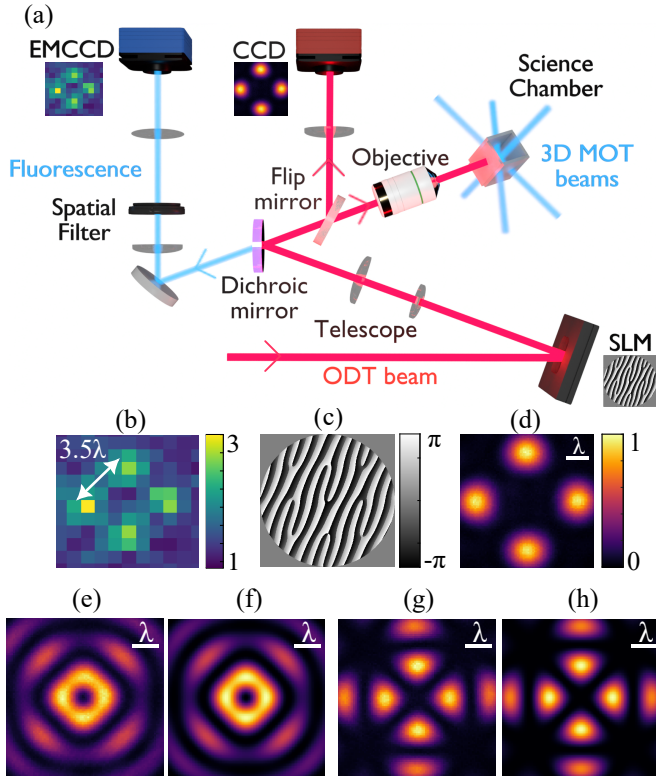 (a)
EMCCD
CCD
Science
Chamber
Fluorescence
Objective
3D MOT
beams
Flip
mirror
Spatial
Filter
Dichroic
mirror
Telescope
SLM
ODT beam
(b)
(c)
(d)
3.5λ
3
1
π
-π
λ
1
0
(e)
(f)
(g)
(h)
λ
λ
λ
λ